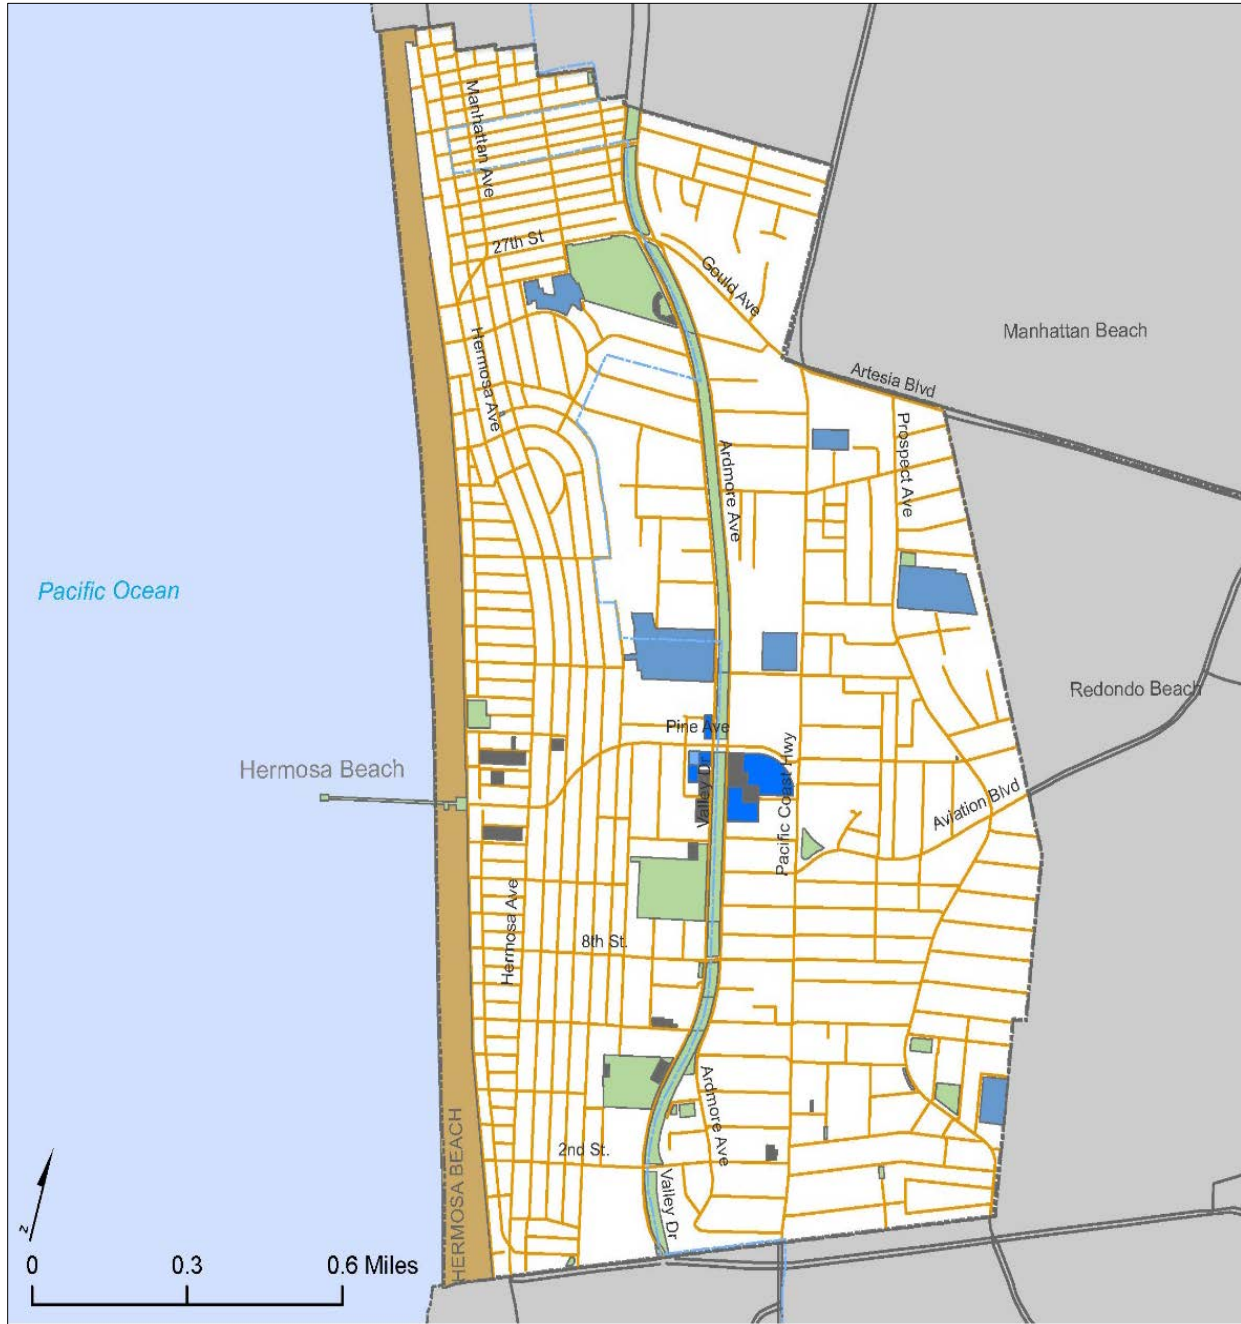 Manhattan Ave
27th St
Gould Ave
Manhattan Beach
Hermosa Ave
Artesia Blvd
Prospect Ave
Ardmore Ave
Pacific Ocean
Redondo Beach
Pine Ave
Hermosa Beach
Valley Dr
Pacific Coast Hwy
Aviation Blvd
Hermosa Ave
8th St.
Ardmore Ave
HERMOSA BEACH
2nd St.
Valley Dr
z
0 0.3 0.6 Miles